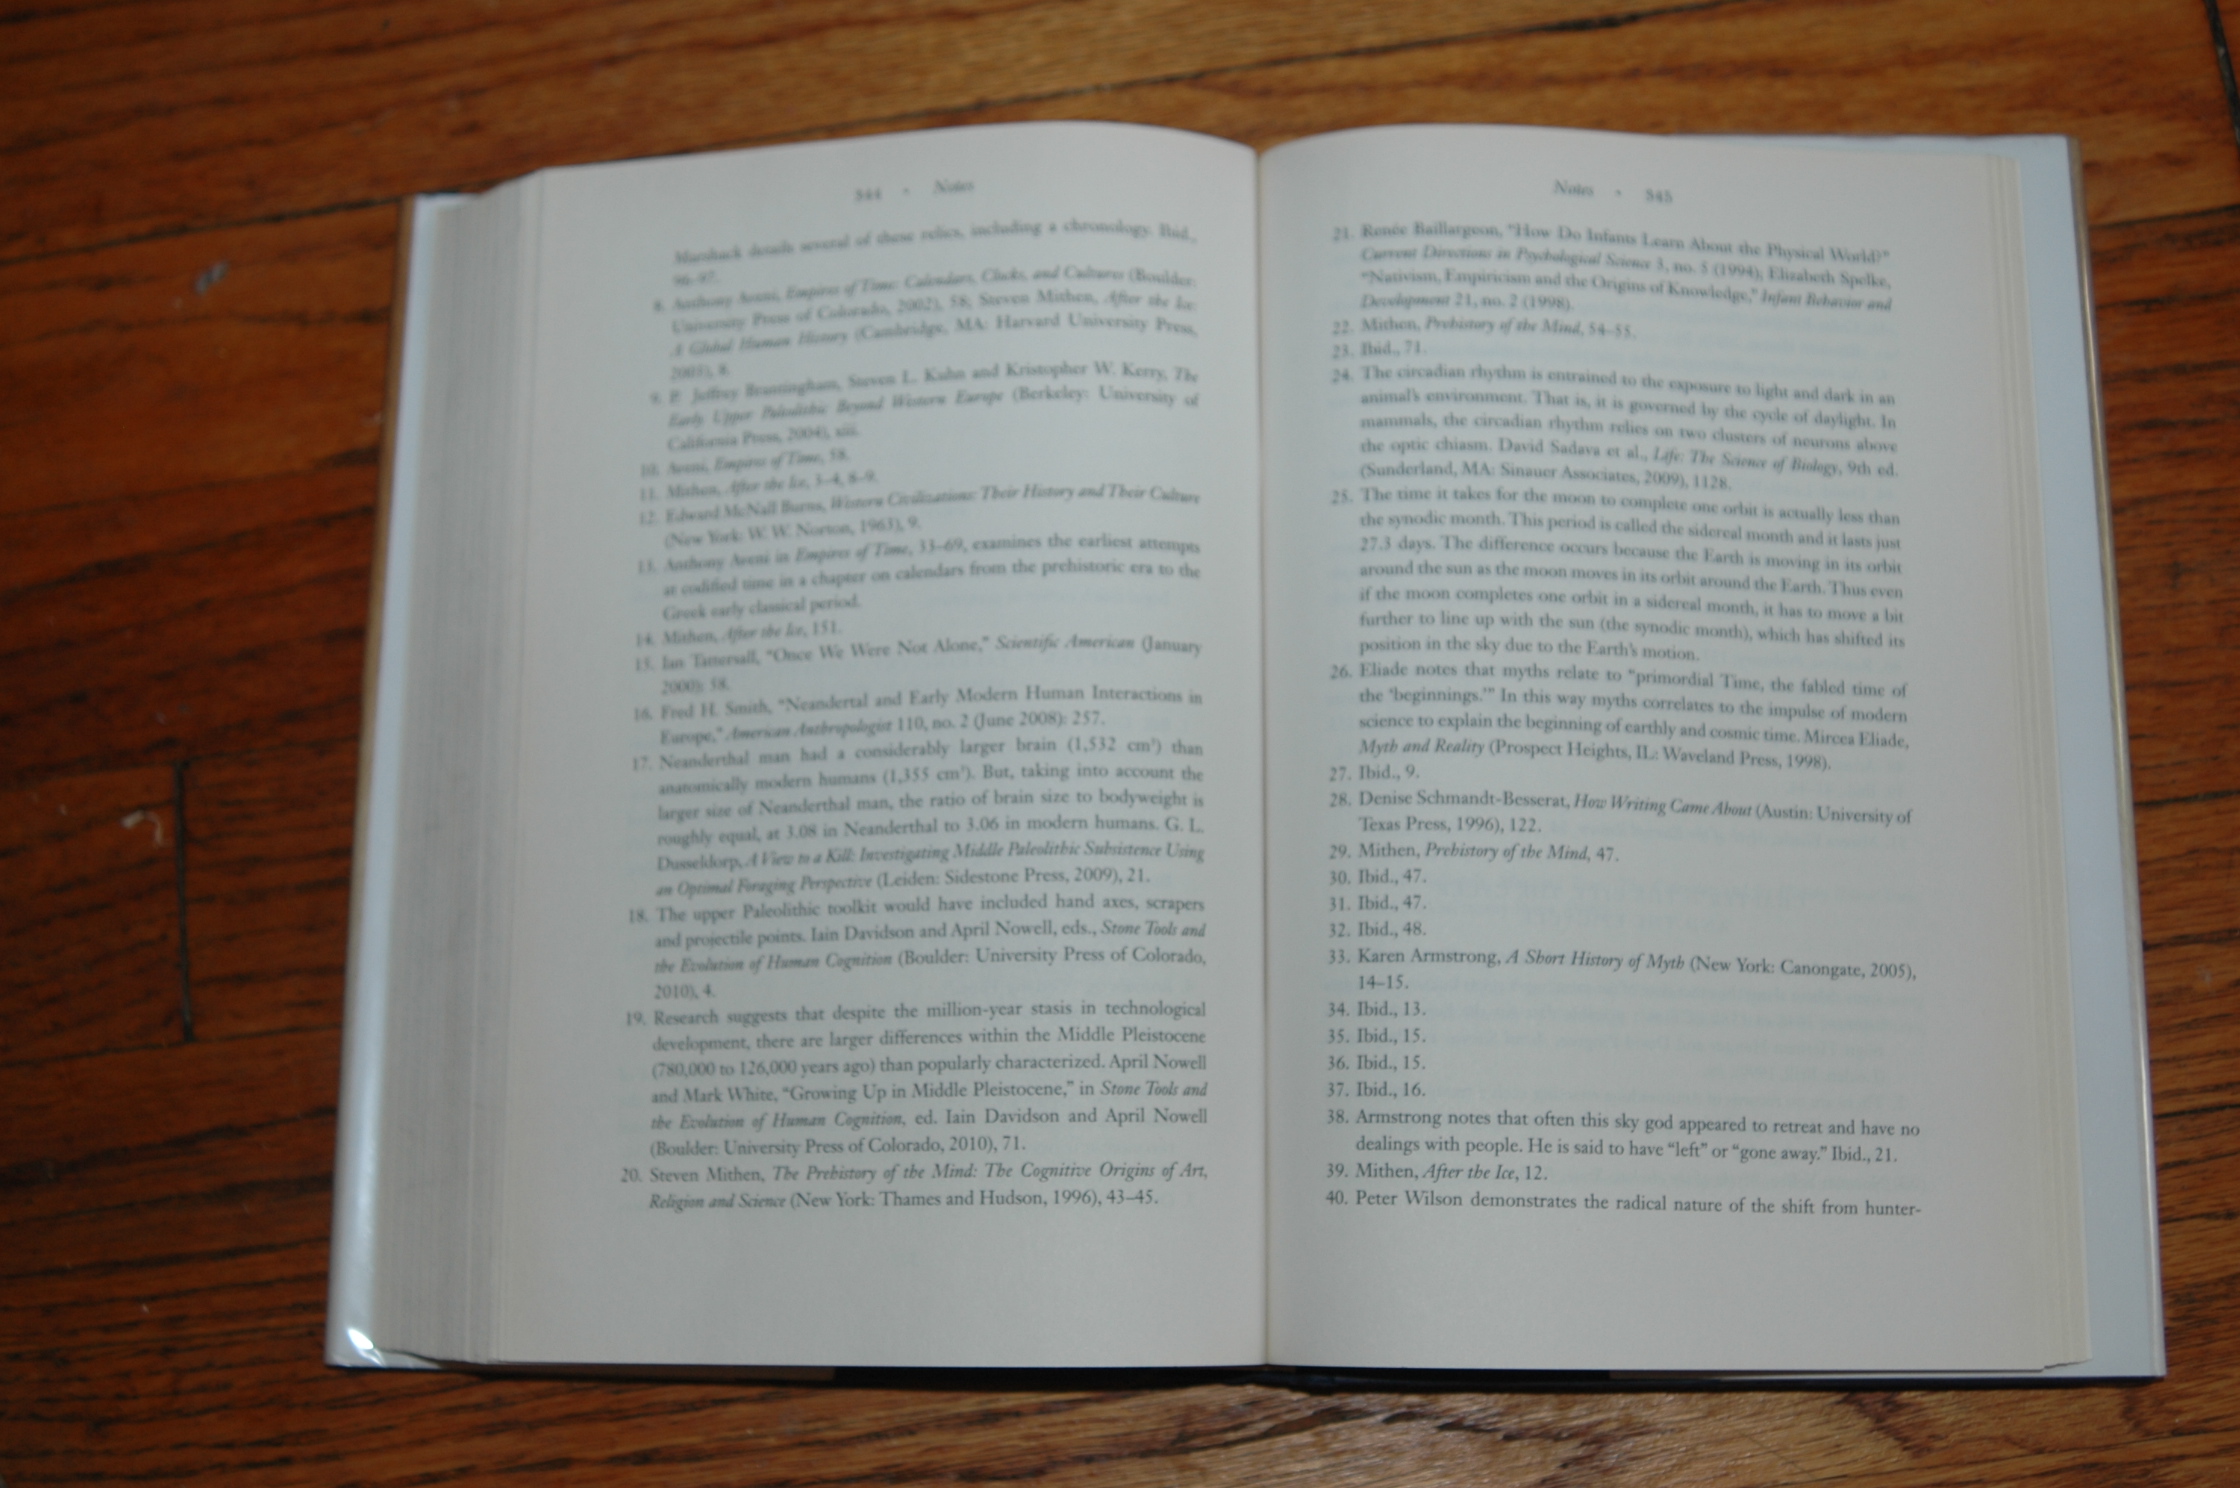 344 • Notes
Marshack details several of these relics, including a chronology. Ibid.,
90–97.
8. Anthony Aveni, Empires of Time: Calendars, Clocks, and Cultures (Boulder:
University Press of Colorado, 2002), 58; Steven Mithen, After the Ice:
A Global Human History (Cambridge, MA: Harvard University Press,
8.
9. P. Jeffrey Brantingham, Steven L. Kuhn and Kristopher W. Kerry, The
Early Upper Paleolithic Beyond Western Europe (Berkeley: University of
California Press, 2004),
10. Aveni, Empires of Time, 58.
11. Mithen, After the Ice, 3–4, 8–9.
12. Edward McNall Burns, Western Civilizations: Their History and Their Culture
(New York: W. W. Norton, 1963), 9.
13. Anthony Aveni in Empires of Time, 33–69, examines the earliest attempts
at codified time in a chapter on calendars from the prehistoric era to the
Greek early classical period.
14. Mithen, After the Ice, 151.
15. Ian Tattersall, "Once We Were Not Alone," Scientific American (January
2000): 58.
16. Fred H. Smith, "Neandertal and Early Modern Human Interactions in
Europe," American Anthropologist 110, no. 2 (June 2008): 257.
17. Neanderthal man had a considerably larger brain (1,532 cm³) than
anatomically modern humans (1,355 cm³). But, taking into account the
larger size of Neanderthal man, the ratio of brain size to bodyweight is
roughly equal, at 3.08 in Neanderthal to 3.06 in modern humans. G. L.
Dusseldorp, A View to a Kill: Investigating Middle Paleolithic Subsistence Using
an Optimal Foraging Perspective (Leiden: Sidestone Press, 2009), 21.
18. The upper Paleolithic toolkit would have included hand axes, scrapers
and projectile points. Iain Davidson and April Nowell, eds., Stone Tools and
the Evolution of Human Cognition (Boulder: University Press of Colorado,
2010), 4.
19. Research suggests that despite the million-year stasis in technological
development, there are larger differences within the Middle Pleistocene
(780,000 to 126,000 years ago) than popularly characterized. April Nowell
and Mark White, "Growing Up in Middle Pleistocene," in Stone Tools and
the Evolution of Human Cognition, ed. Iain Davidson and April Nowell
(Boulder: University Press of Colorado, 2010), 71.
20. Steven Mithen, The Prehistory of the Mind: The Cognitive Origins of Art,
Religion and Science (New York: Thames and Hudson, 1996), 43–45.
Notes • 345
21. Renée Baillargeon, "How Do Infants Learn About the Physical World?"
Current Directions in Psychological Science 3, no. 5 (1994); Elizabeth Spelke,
"Nativism, Empiricism and the Origins of Knowledge," Infant Behavior and
Development 21, no. 2 (1998).
22. Mithen, Prehistory of the Mind, 54–55.
23. Ibid., 71.
24. The circadian rhythm is entrained to the exposure to light and dark in an
animal's environment. That is, it is governed by the cycle of daylight. In
mammals, the circadian rhythm relies on two clusters of neurons above
the optic chiasm. David Sadava et al., Life: The Science of Biology, 9th ed.
(Sunderland, MA: Sinauer Associates, 2009), 1128.
25. The time it takes for the moon to complete one orbit is actually less than
the synodic month. This period is called the sidereal month and it lasts just
27.3 days. The difference occurs because the Earth is moving in its orbit
around the sun as the moon moves in its orbit around the Earth. Thus even
if the moon completes one orbit in a sidereal month, it has to move a bit
further to line up with the sun (the synodic month), which has shifted its
position in the sky due to the Earth's motion.
26. Eliade notes that myths relate to "primordial Time, the fabled time of
the 'beginnings.'" In this way myths correlates to the impulse of modern
science to explain the beginning of earthly and cosmic time. Mircea Eliade,
Myth and Reality (Prospect Heights, IL: Waveland Press, 1998).
27. Ibid., 9.
28. Denise Schmandt-Besserat, How Writing Came About (Austin: University of
Texas Press, 1996), 122.
29. Mithen, Prehistory of the Mind, 47.
30. Ibid., 47.
31. Ibid., 47.
32. Ibid., 48.
33. Karen Armstrong, A Short History of Myth (New York: Canongate, 2005),
14–15.
34. Ibid., 13.
35. Ibid., 15.
36. Ibid., 15.
37. Ibid., 16.
38. Armstrong notes that often this sky god appeared to retreat and have no
dealings with people. He is said to have "left" or "gone away." Ibid., 21.
39. Mithen, After the Ice, 12.
40. Peter Wilson demonstrates the radical nature of the shift from hunter-